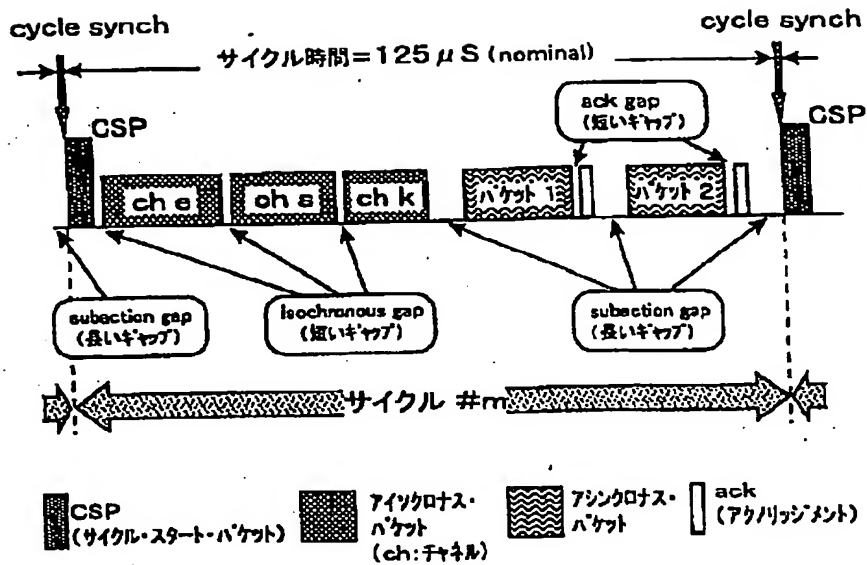 cycle synch
cycle synch
サイクル時間=125μS (nominal)
CSP
ack gap
(短いギャップ)
CSP
ch e
ch s
ch k
パケット 1
パケット 2
subaction gap
(長いギャップ)
Isochronous gap
(短いギャップ)
subaction gap
(長いギャップ)
サイクル #m
CSP
(サイクル・スタート・パケット)
アイソクロナス・
パケット
(ch:チャネル)
アシンクロナス・
パケット
ack
(アクノリッジメント)